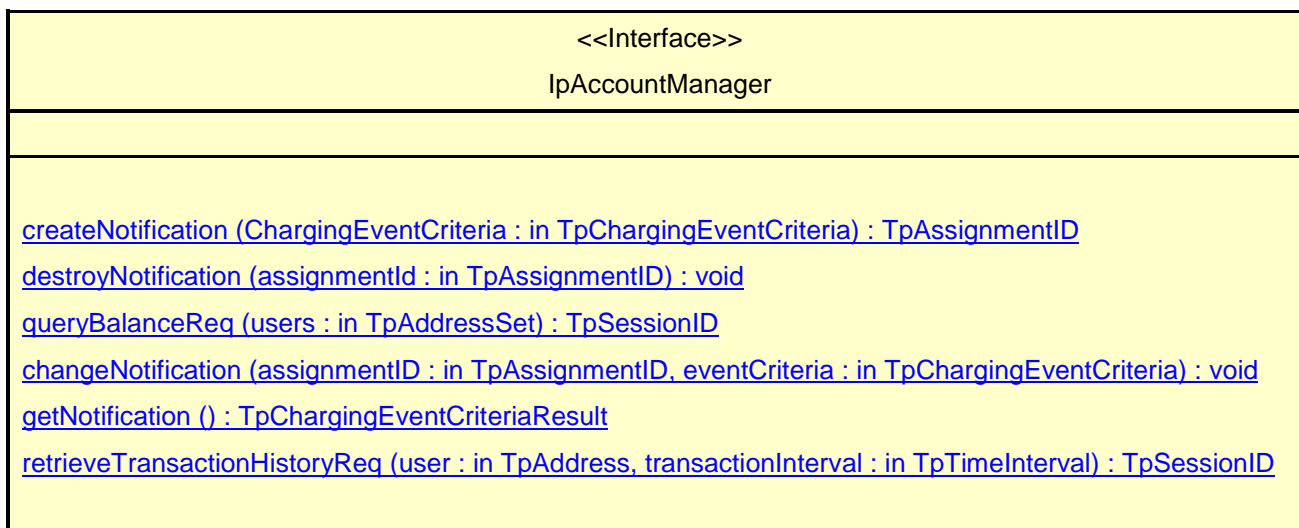 <<Interface>>
IpAccountManager
createNotification (ChargingEventCriteria : in TpChargingEventCriteria) : TpAssignmentID
destroyNotification (assignmentId : in TpAssignmentID) : void
queryBalanceReq (users : in TpAddressSet) : TpSessionID
changeNotification (assignmentID : in TpAssignmentID, eventCriteria : in TpChargingEventCriteria) : void
getNotification () : TpChargingEventCriteriaResult
retrieveTransactionHistoryReq (user : in TpAddress, transactionInterval : in TpTimeInterval) : TpSessionID